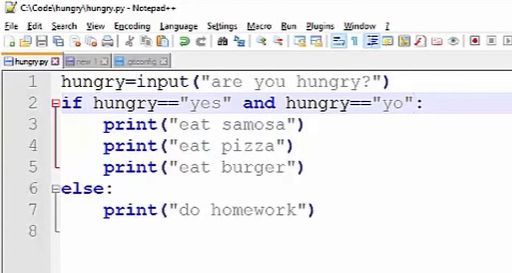 C:\Code\hungry\hungry.py - Notepad++
File Edit Search View Encoding Language Settings Macro Run Plugins Window ?
hungry.py new 1 gitconfig
1 hungry=input("are you hungry?")
2 if hungry=="yes" and hungry=="yo":
3 print("eat samosa")
4 print("eat pizza")
5 print("eat burger")
6 else:
7 print("do homework")
8